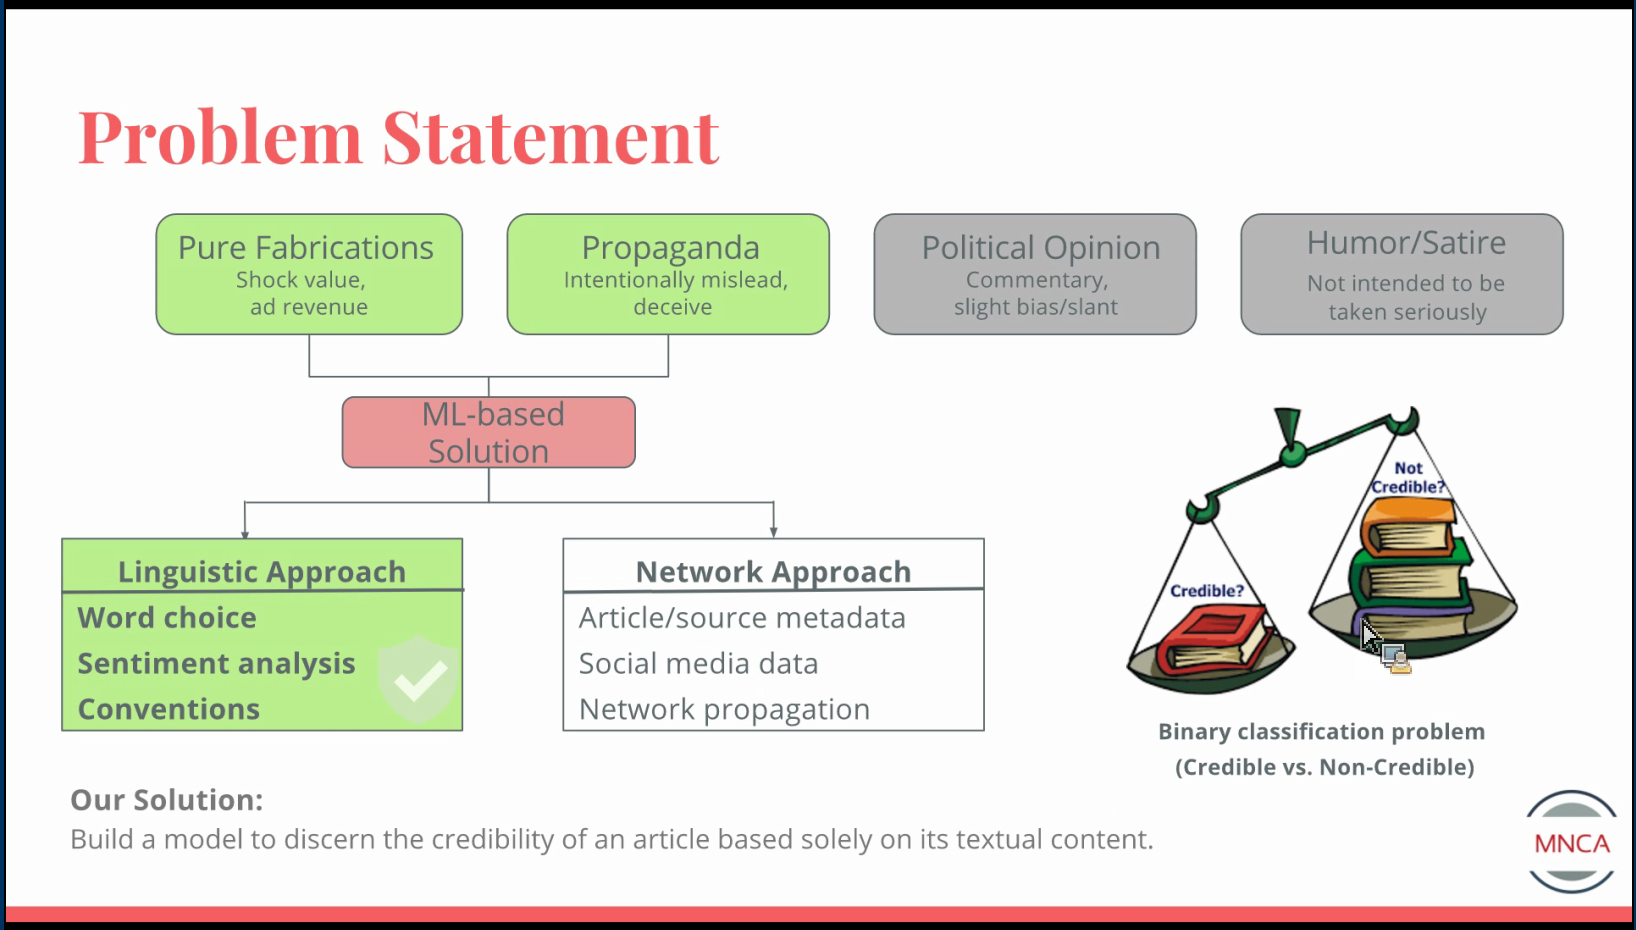 Problem Statement
Pure Fabrications
Shock value,
ad revenue
Propaganda
Intentionally mislead,
deceive
Political Opinion
Commentary,
slight bias/slant
Humor/Satire
Not intended to be
taken seriously
ML-based
Solution
Linguistic Approach
Word choice
Sentiment analysis
Conventions
Network Approach
Article/source metadata
Social media data
Network propagation
Not
Credible?
Credible?
Binary classification problem
(Credible vs. Non-Credible)
Our Solution:
Build a model to discern the credibility of an article based solely on its textual content.
MNCA